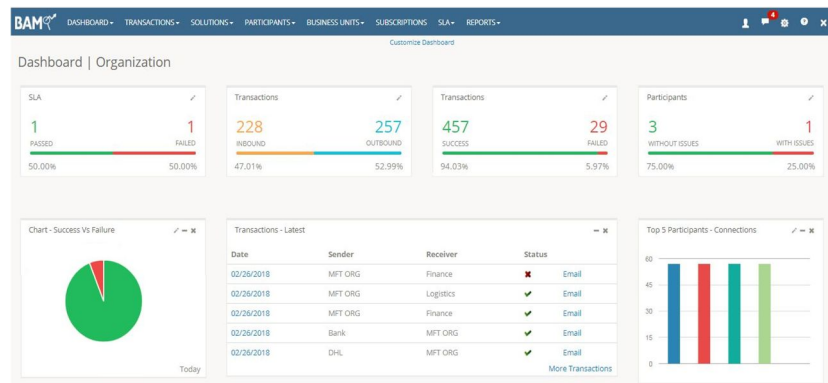 BAM DASHBOARD TRANSACTIONS SOLUTIONS PARTICIPANTS BUSINESS UNITS SUBSCRIPTIONS SLA REPORTS 4
Customize Dashboard
Dashboard | Organization
SLA Transactions Transactions Participants
1 1 228 257 457 29 3 1
PASSED FAILED INBOUND OUTBOUND SUCCESS FAILED WITHOUT ISSUES WITH ISSUES
50.00% 50.00% 47.01% 52.99% 94.03% 5.97% 75.00% 25.00%
Chart - Success Vs Failure
Today
Transactions - Latest
Date Sender Receiver Status
02/26/2018 MFT ORG Finance Email
02/26/2018 MFT ORG Logistics Email
02/26/2018 MFT ORG Finance Email
02/26/2018 Bank MFT ORG Email
02/26/2018 DHL MFT ORG Email
More Transactions
Top 5 Participants - Connections
60
45
30
15
0